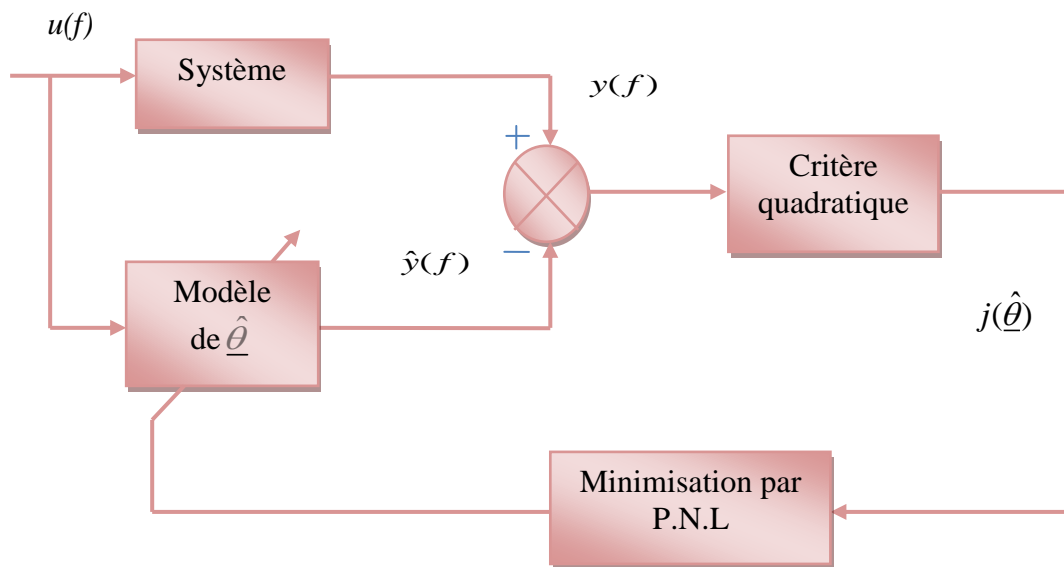 u(f)
Système
y(f)
+
Critère
quadratique
−
ŷ(f)
Modèle
de θ̲̂
j(θ̲̂)
Minimisation par
P.N.L